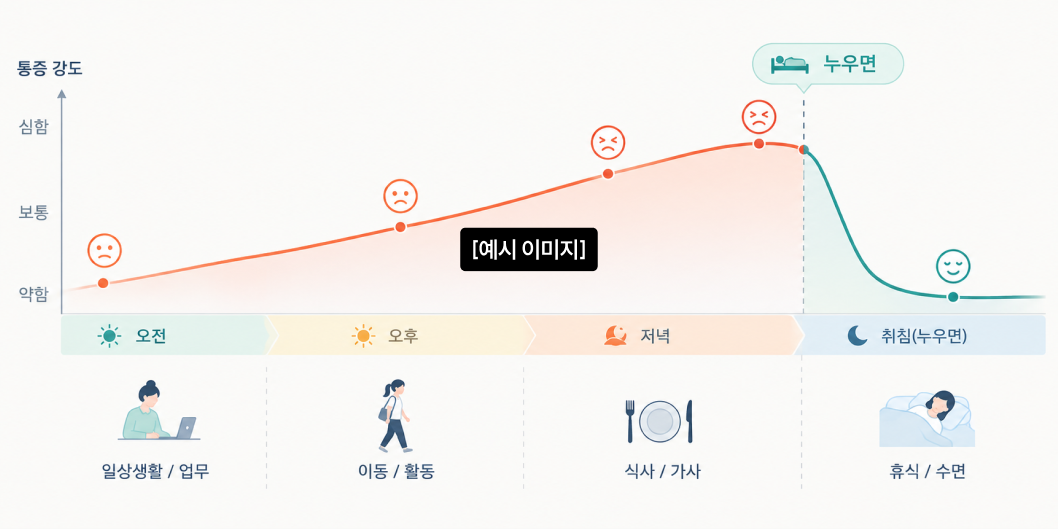 통증 강도
누우면
심함
보통
약함
[예시 이미지]
오전
오후
저녁
취침(누우면)
일상생활 / 업무
이동 / 활동
식사 / 가사
휴식 / 수면